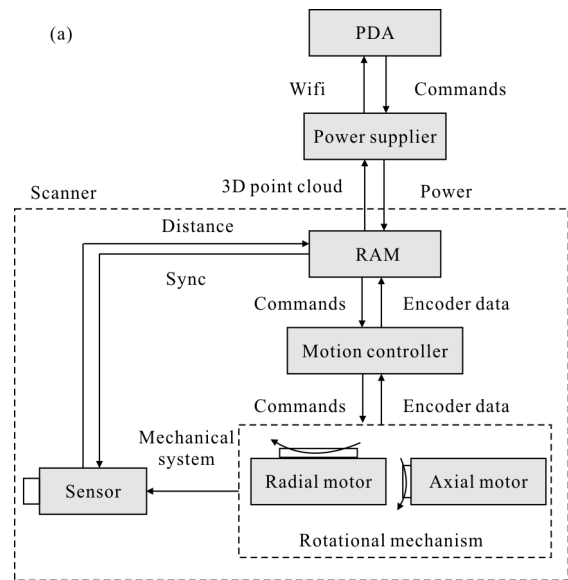 (a)
PDA
Wifi
Commands
Power supplier
3D point cloud
Power
Scanner
Distance
RAM
Sync
Commands
Encoder data
Motion controller
Commands
Encoder data
Mechanical
system
Sensor
Radial motor
Axial motor
Rotational mechanism